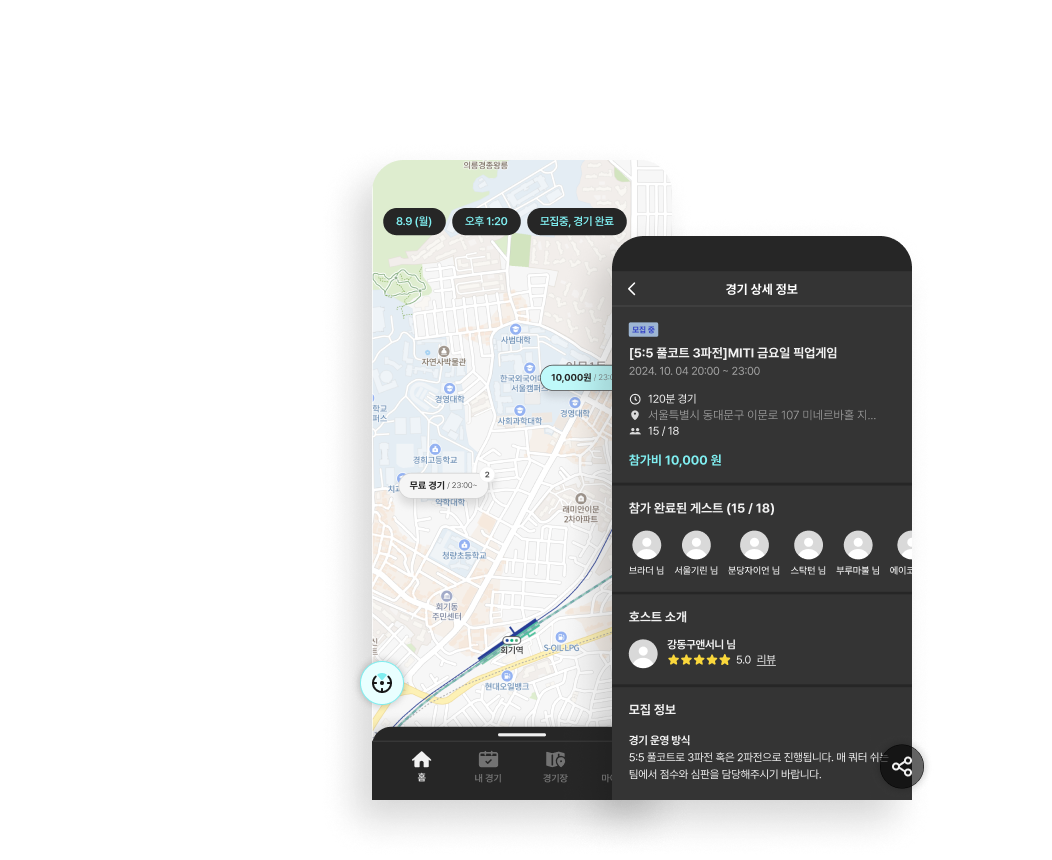 의릉경종왕릉
8.9 (월)
오후 1:20
모집중, 경기 완료
사범대학
자연사박물관
10,000원 / 23:0
한국외국어대
서울캠퍼
경영대학
경영대학
학교
퍼스
사회과학대학
경희고등학교
2
무료 경기 / 23:00~
약학대학
래미안이문
2차아파트
청량초등학교
회기동
주민센터
회기역
S-OIL·LPG
현대오일뱅크
홈
내 경기
경기장
경기 상세 정보
모집 중
[5:5 풀코트 3파전]MITI 금요일 픽업게임
2024. 10. 04 20:00 ~ 23:00
120분 경기
서울특별시 동대문구 이문로 107 미네르바홀 지...
15 / 18
참가비 10,000 원
참가 완료된 게스트 (15 / 18)
브라더 님
서울기린 님
분당자이언 님
스탁턴 님
부루마불 님
에이코
호스트 소개
강동구앤서니 님
5.0 리뷰
모집 정보
경기 운영 방식
5:5 풀코트로 3파전 혹은 2파전으로 진행됩니다. 매 쿼터 쉬는
팀에서 점수와 심판을 담당해주시기 바랍니다.